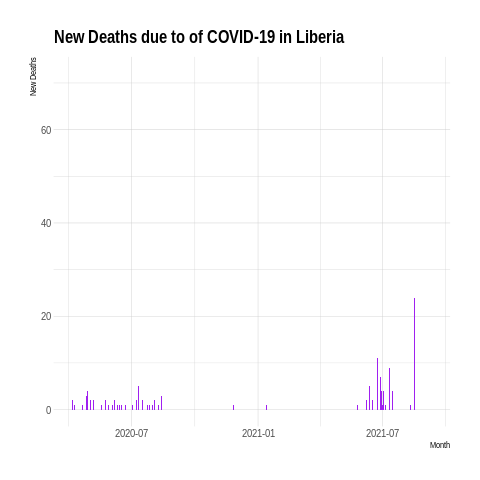 New Deaths due to of COVID-19 in Liberia
New Deaths
60
40
20
0
2020-07
2021-01
2021-07
Month